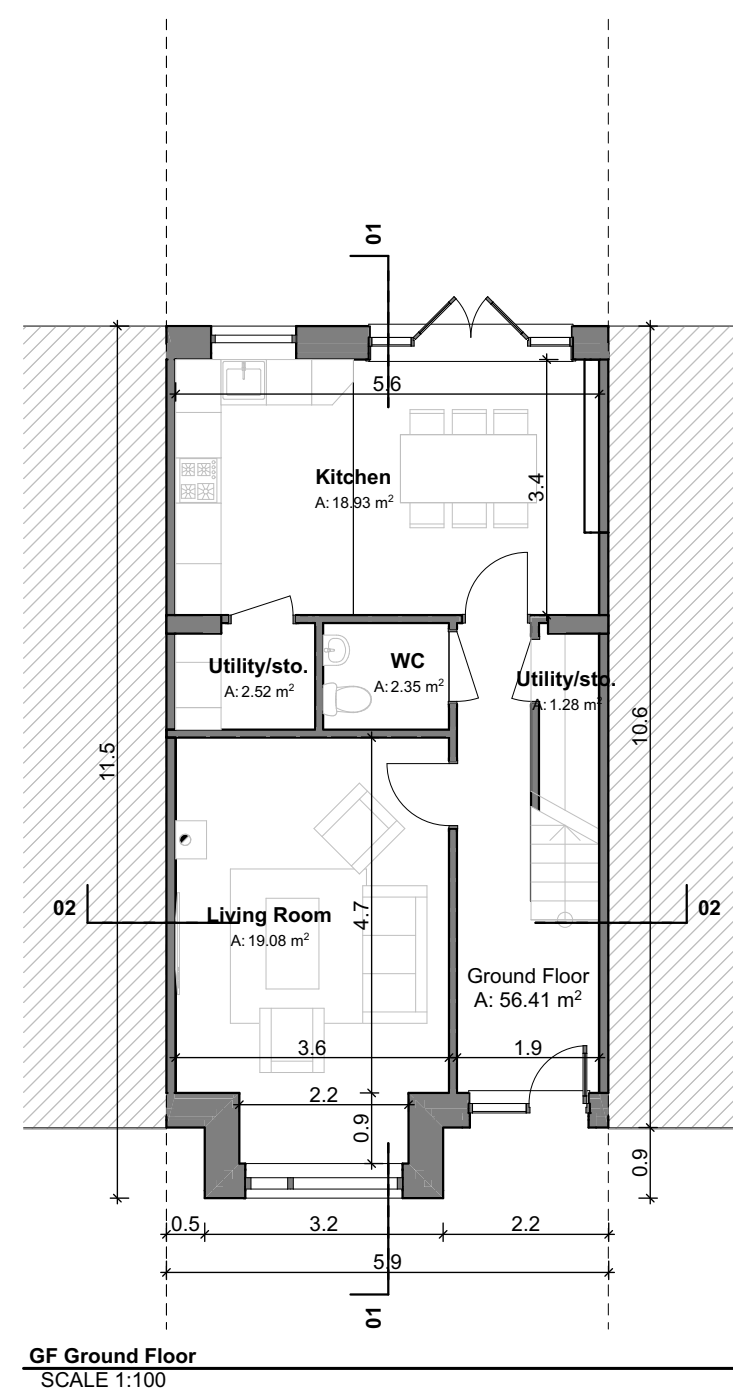 01
5.6
Kitchen
A: 18.93 m²
3.4
Utility/sto.
A: 2.52 m²
WC
A: 2.35 m²
Utility/sto.
A: 1.28 m²
11.5
10.6
02
Living Room
A: 19.08 m²
4.7
02
Ground Floor
A: 56.41 m²
3.6
1.9
2.2
0.9
0.9
0.5
3.2
2.2
5.9
01
GF Ground Floor
SCALE 1:100